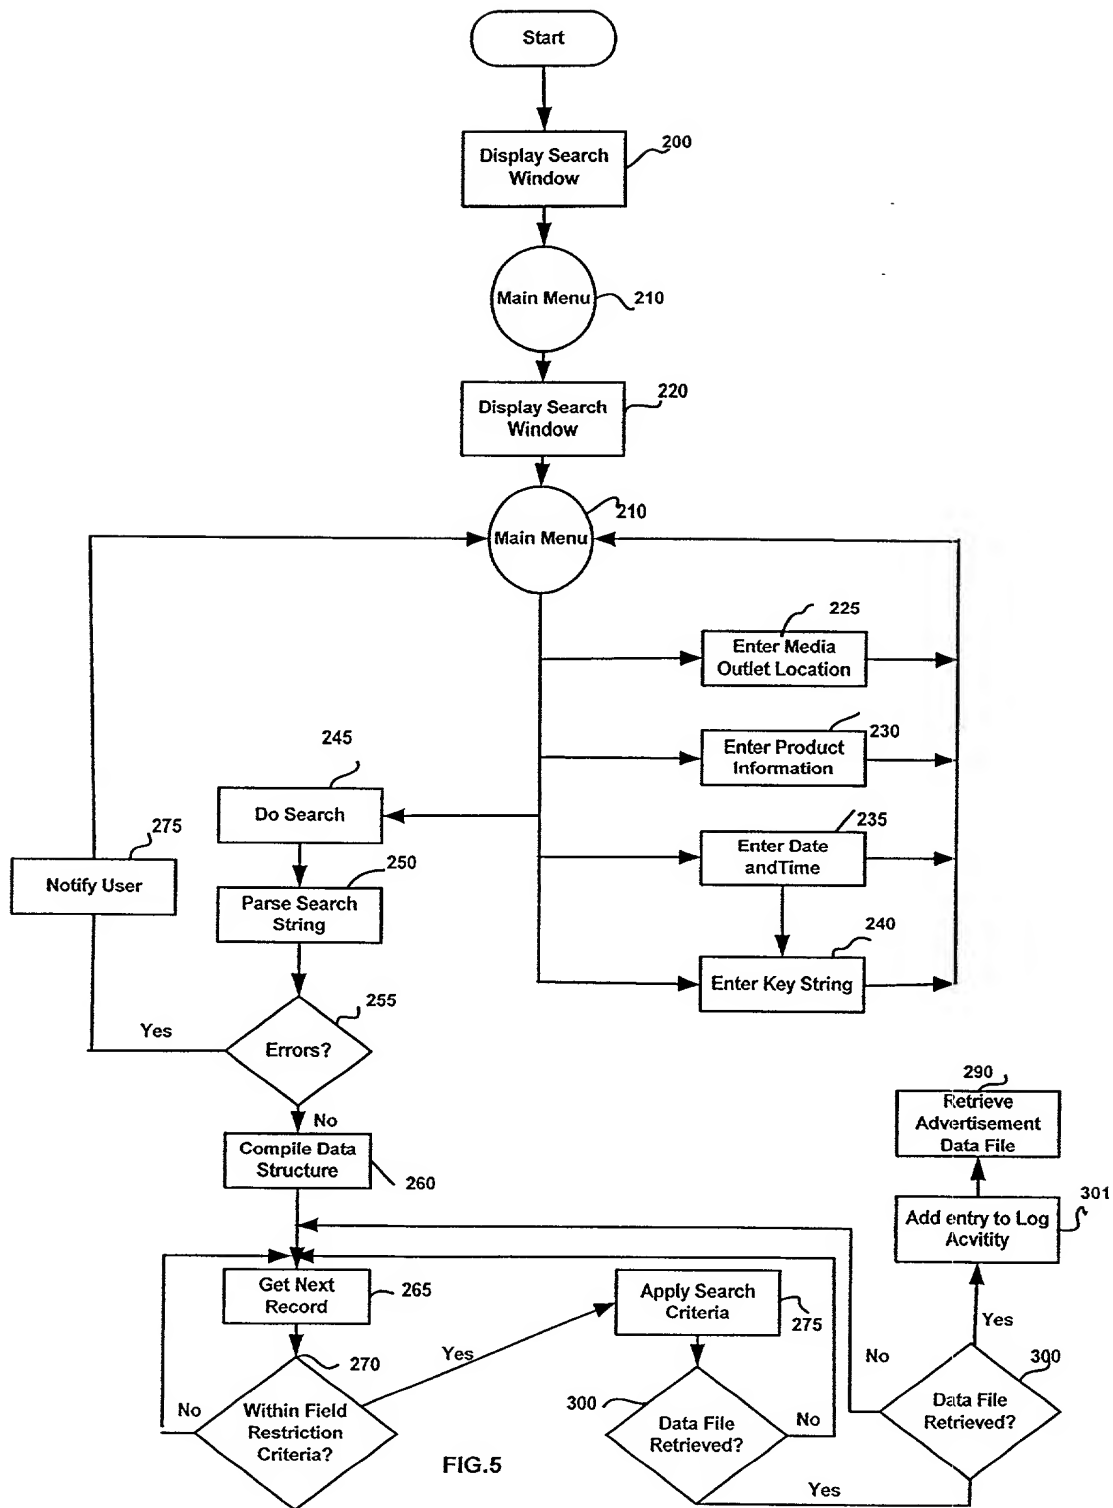 Start
200
Display Search
Window
Main Menu
210
220
Display Search
Window
210
Main Menu
225
Enter Media
Outlet Location
230
Enter Product
Information
245
Do Search
235
Enter Date
andTime
275
Notify User
250
Parse Search
String
240
Enter Key String
255
Yes
Errors?
No
290
Retrieve
Advertisement
Data File
Compile Data
Structure
260
301
Add entry to Log
Acvitity
Get Next
Record
265
Apply Search
Criteria
275
Yes
Yes
270
No
300
No
Within Field
Restriction
Criteria?
300
Data File
Retrieved?
No
Data File
Retrieved?
Yes
FIG.5